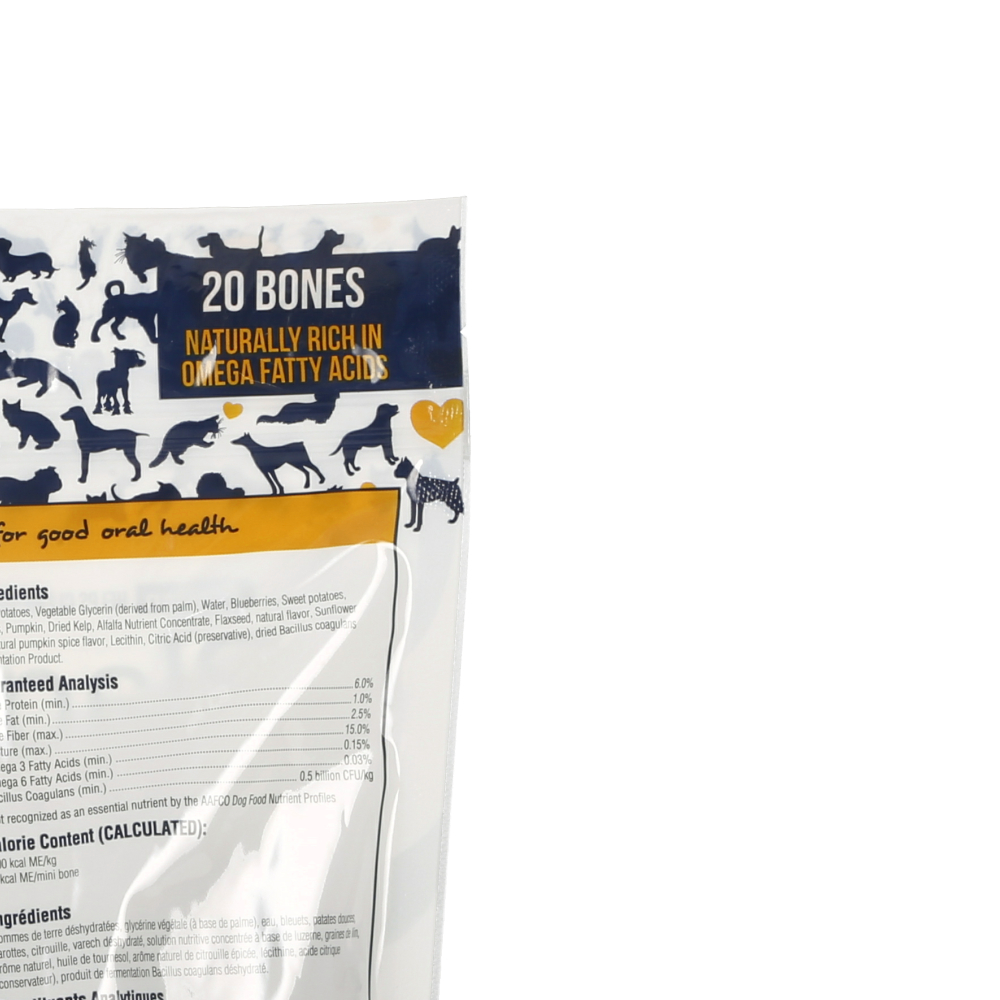 20 BONES
NATURALLY RICH IN
OMEGA FATTY ACIDS
for good oral health
edients
otatoes, Vegetable Glycerin (derived from palm), Water, Blueberries, Sweet potatoes,
, Pumpkin, Dried Kelp, Alfalfa Nutrient Concentrate, Flaxseed, natural flavor, Sunflower
ural pumpkin spice flavor, Lecithin, Citric Acid (preservative), dried Bacillus coagulans
ntation Product.
ranteed Analysis
Protein (min.) 6.0%
Fat (min.) 1.0%
e Fiber (max.) 2.5%
ture (max.) 15.0%
ega 3 Fatty Acids (min.) 0.15%
ega 6 Fatty Acids (min.) 0.03%
cillus Coagulans (min.) 0.5 billion CFU/kg
t recognized as an essential nutrient by the AAFCO Dog Food Nutrient Profiles
lorie Content (CALCULATED):
00 kcal ME/kg
kcal ME/mini bone
ngrédients
ommes de terre déshydratées, glycérine végétale (à base de palme), eau, bleuets, patates douces,
arottes, citrouille, varech déshydraté, solution nutritive concentrée à base de luzerne, graines de lin,
rôme naturel, huile de tournesol, arôme naturel de citrouille épicée, lécithine, acide citrique
conservateur), produit de fermentation Bacillus coagulans déshydraté.
Analytiques